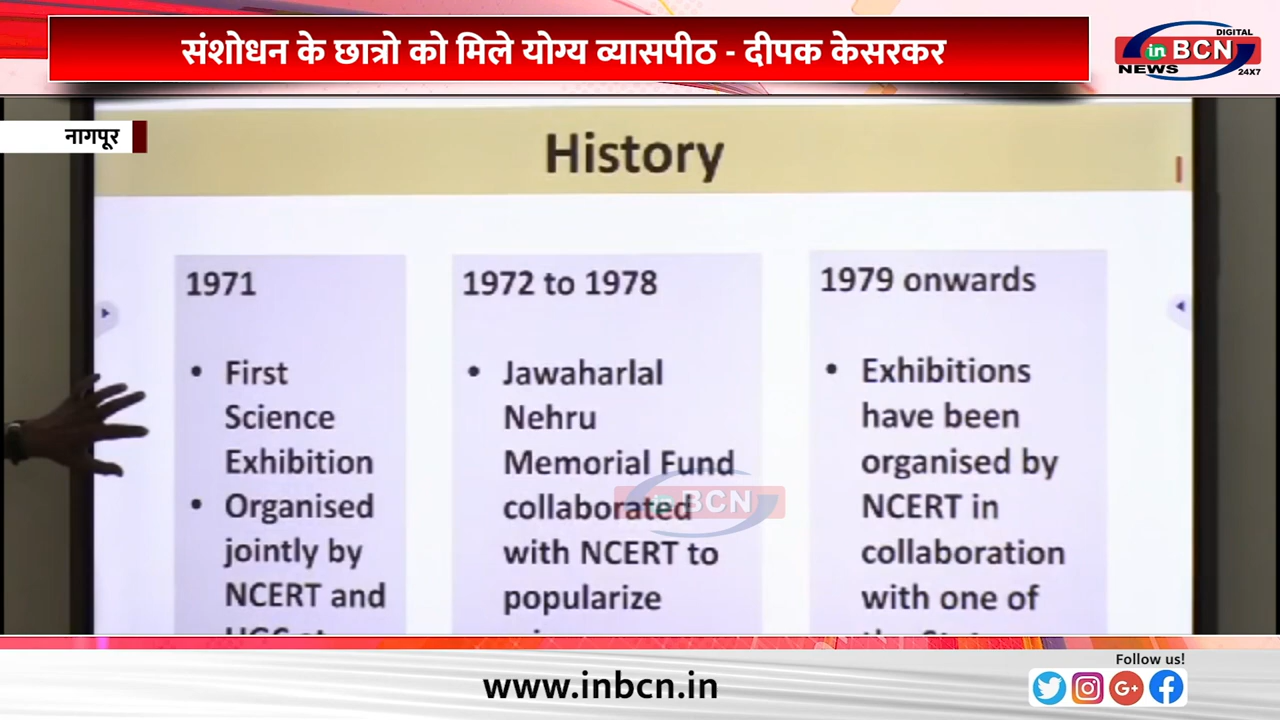 संशोधन के छात्रो को मिले योग्य व्यासपीठ - दीपक केसरकर
DIGITAL
in BCN
NEWS 24X7
नागपूर
History
1971
• First
Science
Exhibition
• Organised
jointly by
NCERT and
1972 to 1978
• Jawaharlal
Nehru
Memorial Fund
collaborated
with NCERT to
popularize
1979 onwards
• Exhibitions
have been
organised by
NCERT in
collaboration
with one of
in BCN
Follow us!
www.inbcn.in